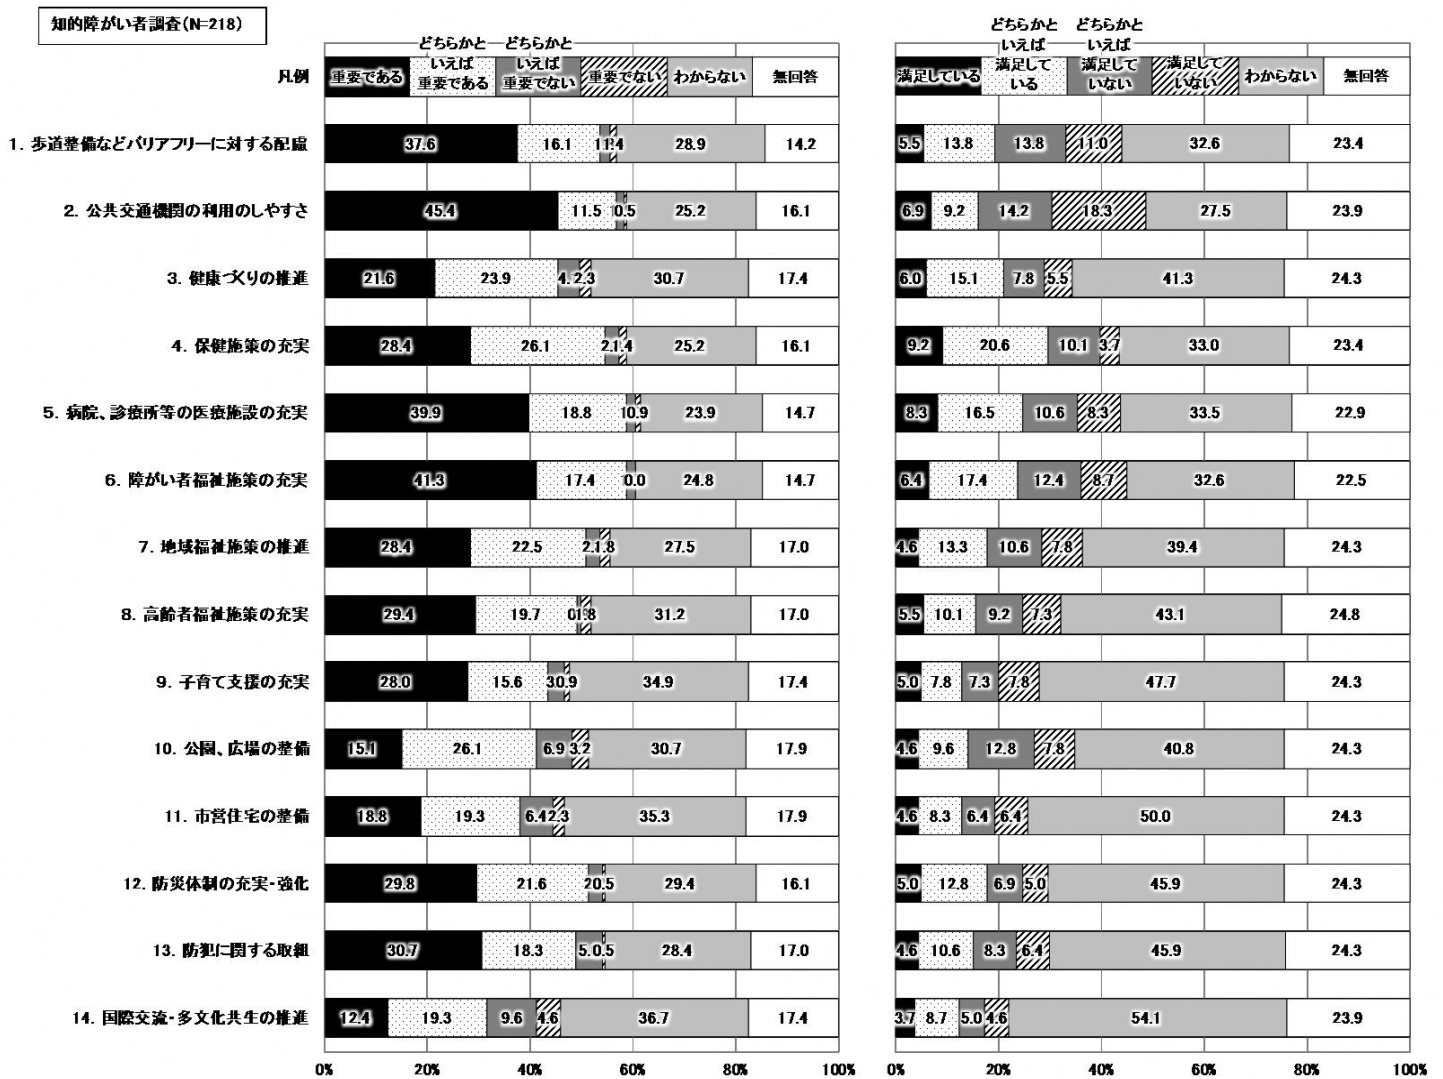 知的障がい者調査(N=218)
凡例
重要である
どちらかと
いえば
重要である
どちらかと
いえば
重要でない
重要でない
わからない
無回答
満足している
どちらかと
いえば
満足して
いる
どちらかと
いえば
満足して
いない
満足して
いない
わからない
無回答
1. 歩道整備などバリアフリーに対する配慮
37.6 16.1 28.9 14.2
5.5 13.8 13.8 11.0 32.6 23.4
2. 公共交通機関の利用のしやすさ
45.4 11.5 0.5 25.2 16.1
6.9 9.2 14.2 18.3 27.5 23.9
3. 健康づくりの推進
21.6 23.9 2.3 30.7 17.4
6.0 15.1 7.8 5.5 41.3 24.3
4. 保健施策の充実
28.4 26.1 25.2 16.1
9.2 20.6 10.1 3.7 33.0 23.4
5. 病院、診療所等の医療施設の充実
39.9 18.8 0.9 23.9 14.7
8.3 16.5 10.6 8.3 33.5 22.9
6. 障がい者福祉施策の充実
41.3 17.4 0.0 24.8 14.7
6.4 17.4 12.4 8.7 32.6 22.5
7. 地域福祉施策の推進
28.4 22.5 1.8 27.5 17.0
4.6 13.3 10.6 7.8 39.4 24.3
8. 高齢者福祉施策の充実
29.4 19.7 31.2 17.0
5.5 10.1 9.2 7.3 43.1 24.8
9. 子育て支援の充実
28.0 15.6 0.9 34.9 17.4
5.0 7.8 7.3 7.8 47.7 24.3
10. 公園、広場の整備
15.1 26.1 6.9 3.2 30.7 17.9
4.6 9.6 12.8 7.8 40.8 24.3
11. 市営住宅の整備
18.8 19.3 6.4 2.3 35.3 17.9
4.6 8.3 6.4 6.4 50.0 24.3
12. 防災体制の充実・強化
29.8 21.6 0.5 29.4 16.1
5.0 12.8 6.9 5.0 45.9 24.3
13. 防犯に関する取組
30.7 18.3 5.0 0.5 28.4 17.0
4.6 10.6 8.3 6.4 45.9 24.3
14. 国際交流・多文化共生の推進
12.4 19.3 9.6 4.6 36.7 17.4
3.7 8.7 5.0 4.6 54.1 23.9
0% 20% 40% 60% 80% 100%
0% 20% 40% 60% 80% 100%